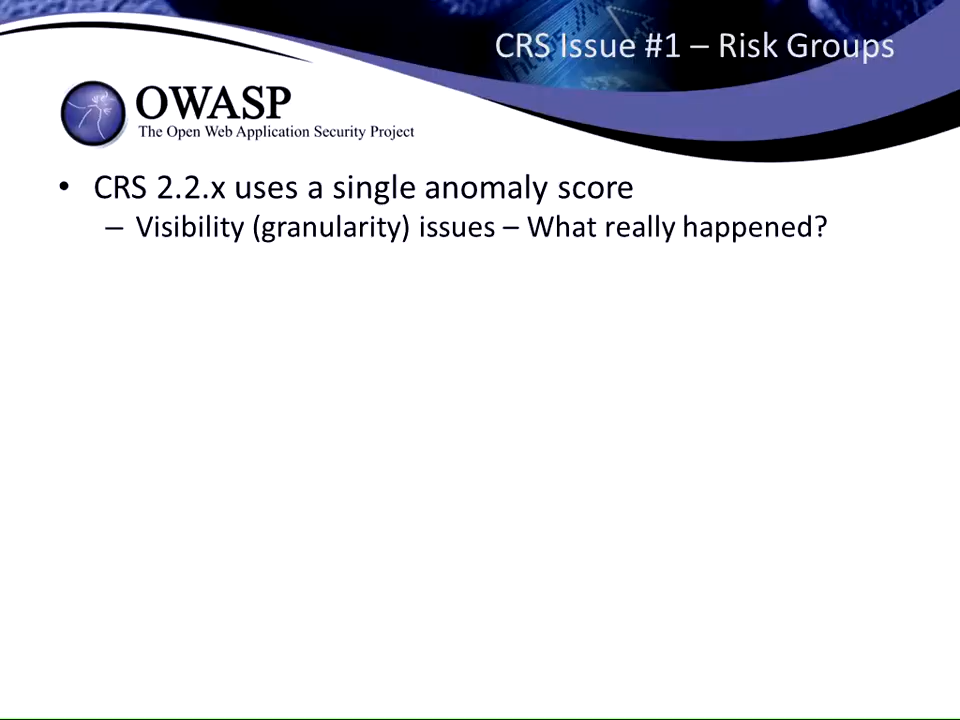 CRS Issue #1 – Risk Groups
OWASP
The Open Web Application Security Project
• CRS 2.2.x uses a single anomaly score
– Visibility (granularity) issues – What really happened?